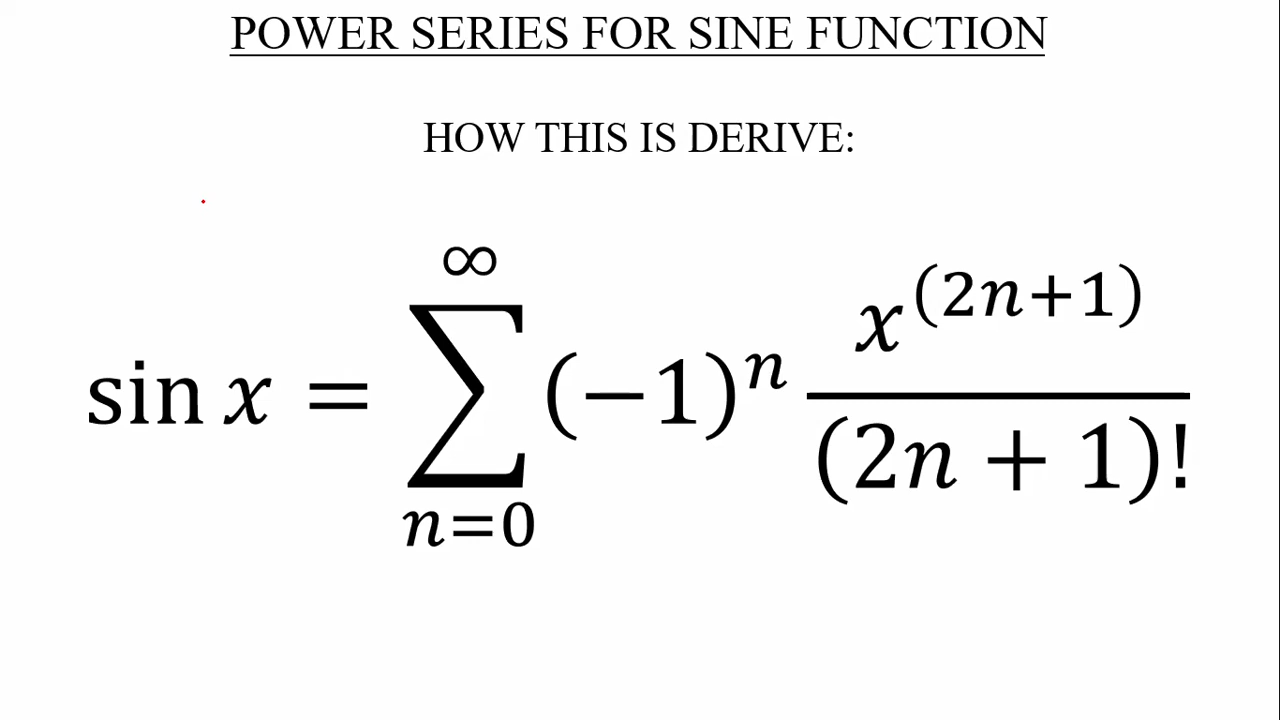 POWER SERIES FOR SINE FUNCTION
HOW THIS IS DERIVE:
sin x = ∑_{n=0}^{∞} (−1)^n x^{(2n+1)} / (2n + 1)!